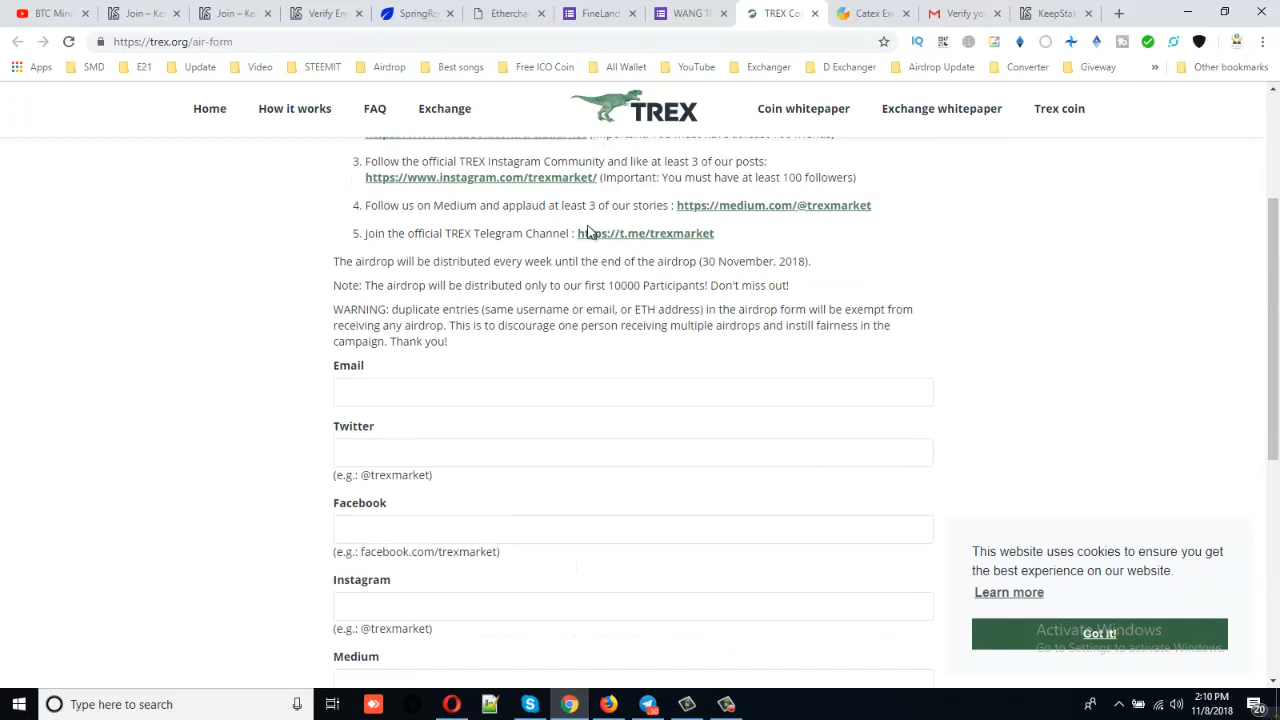 BTC Min
Join – Ke
Join – Ke
Verify En
SpringRo
Etherche
FineLand
WANG T
TREX Co
Catex Ex
Verify yo
KeepStar
https://trex.org/air-form
Apps SMD E21 Update Video STEEMIT Airdrop Best songs Free ICO Coin All Wallet YouTube Exchanger D Exchanger Airdrop Update Converter Giveway » Other bookmarks
Home How it works FAQ Exchange TREX Coin whitepaper Exchange whitepaper Trex coin
3. Follow the official TREX Instagram Community and like at least 3 of our posts:
https://www.instagram.com/trexmarket/ (Important: You must have at least 100 followers)
4. Follow us on Medium and applaud at least 3 of our stories : https://medium.com/@trexmarket
5. Join the official TREX Telegram Channel : https://t.me/trexmarket
The airdrop will be distributed every week until the end of the airdrop (30 November, 2018).
Note: The airdrop will be distributed only to our first 10000 Participants! Don't miss out!
WARNING: duplicate entries (same username or email, or ETH address) in the airdrop form will be exempt from
receiving any airdrop. This is to discourage one person receiving multiple airdrops and instill fairness in the
campaign. Thank you!
Email
Twitter
(e.g.: @trexmarket)
Facebook
(e.g.: facebook.com/trexmarket)
Instagram
(e.g.: @trexmarket)
Medium
This website uses cookies to ensure you get
the best experience on our website.
Learn more
Got it!
Activate Windows
Go to Settings to activate Windows.
Type here to search
2:10 PM
11/8/2018
20